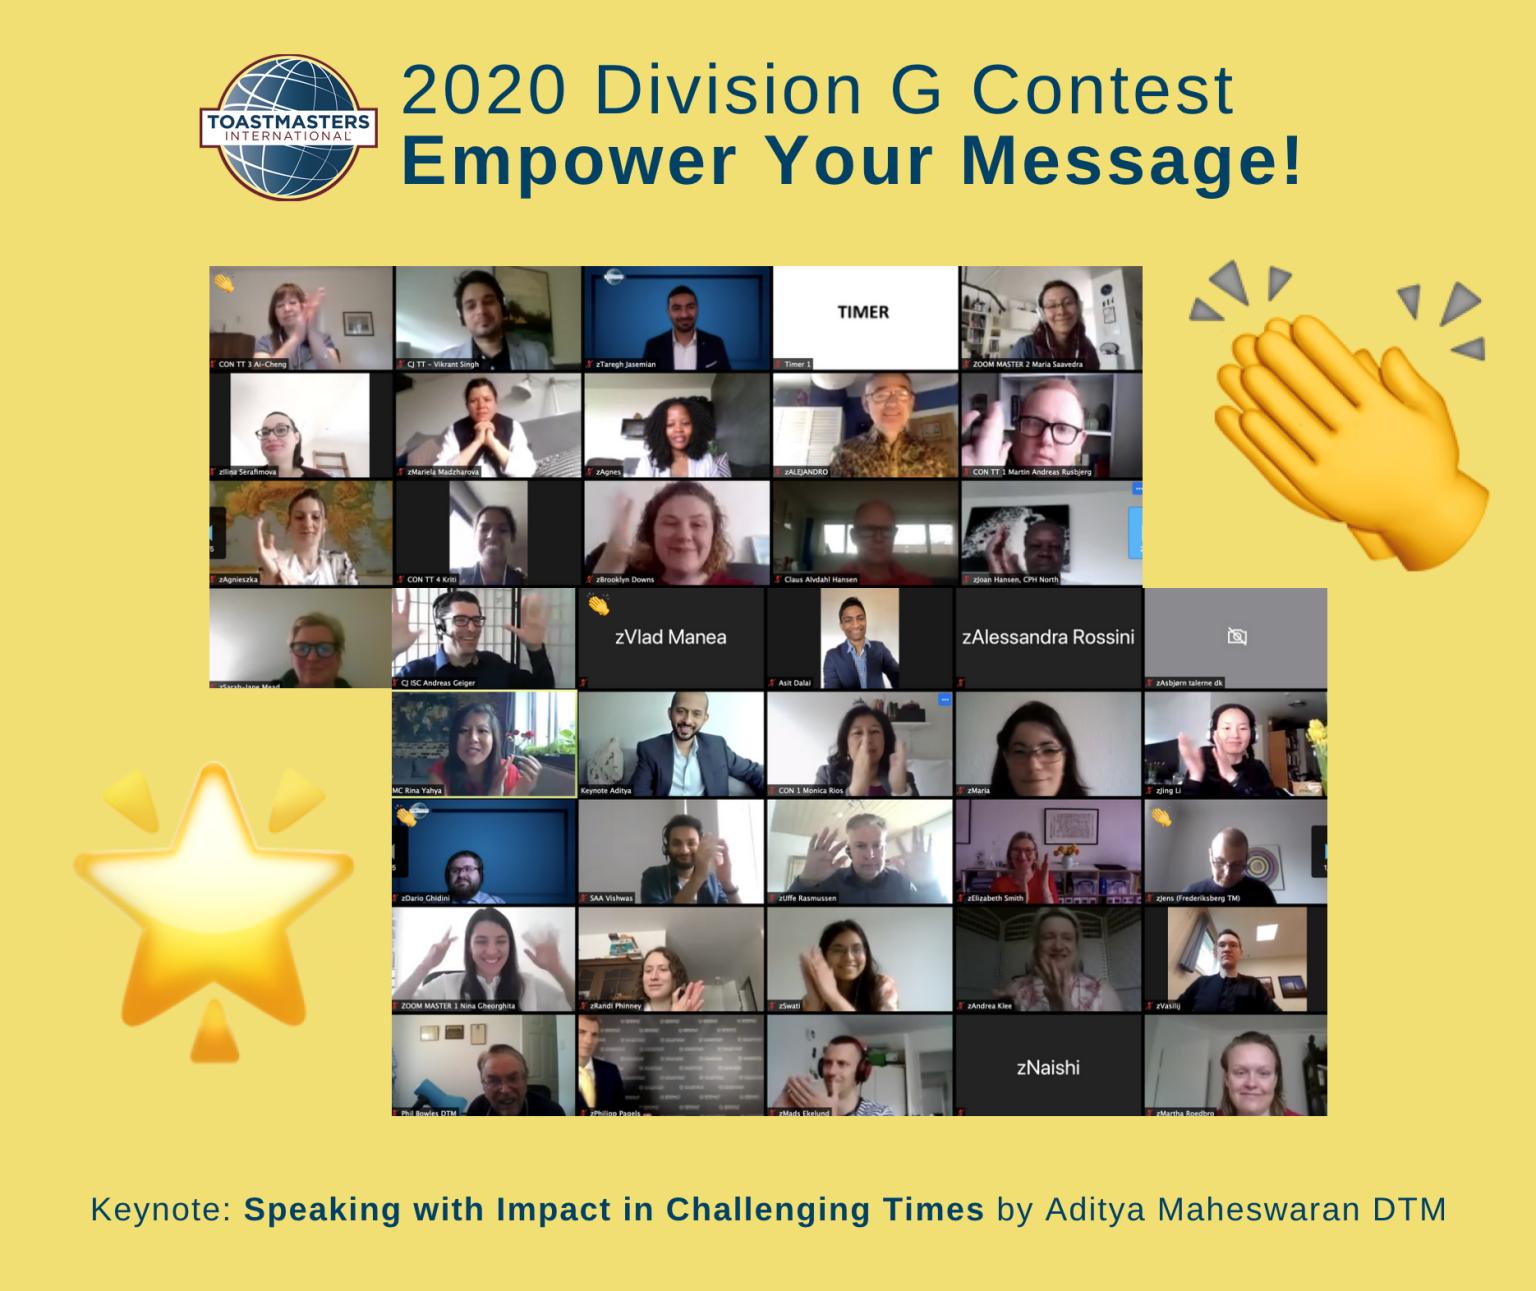 TOASTMASTERS
INTERNATIONAL
2020 Division G Contest
Empower Your Message!
CON TT 3 Ai-Cheng
CJ TT - Vikrant Singh
zTaregh Jasemian
TIMER
Timer 1
ZOOM MASTER 2 Maria Saavedra
zIlina Serafimova
zMariela Madzharova
zAgnes
zALEJANDRO
CON TT 1 Martin Andreas Rusbjerg
zAgnieszka
CON TT 4 Kriti
zBrooklyn Downs
Claus Alvdahl Hansen
zJoan Hansen, CPH North
zSarah-Jane Mead
CJ ISC Andreas Geiger
zVlad Manea
Asit Dalai
zAlessandra Rossini
zAsbjørn talerne dk
MC Rina Yahya
Keynote Aditya
CON 1 Monica Rios
zMaria
zJing Li
zDario Ghidini
SAA Vishwas
zUffe Rasmussen
zElizabeth Smith
zJens (Frederiksberg TM)
ZOOM MASTER 1 Nina Gheorghita
zRandi Phinney
zSwati
zAndrea Klee
zVasilij
Phil Bowles DTM
zPhilipp Papels
zMads Ekelund
zNaishi
zMartha Roedbro
Keynote: Speaking with Impact in Challenging Times by Aditya Maheswaran DTM